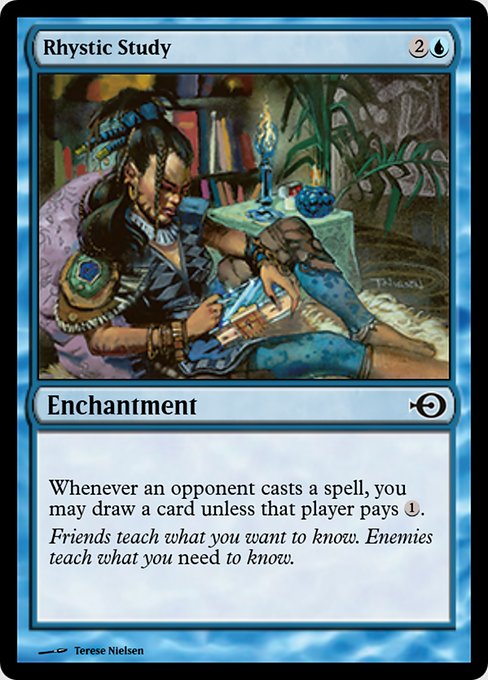 Rhystic Study 2
Enchantment
Whenever an opponent casts a spell, you
may draw a card unless that player pays 1.
Friends teach what you want to know. Enemies
teach what you need to know.
Terese Nielsen